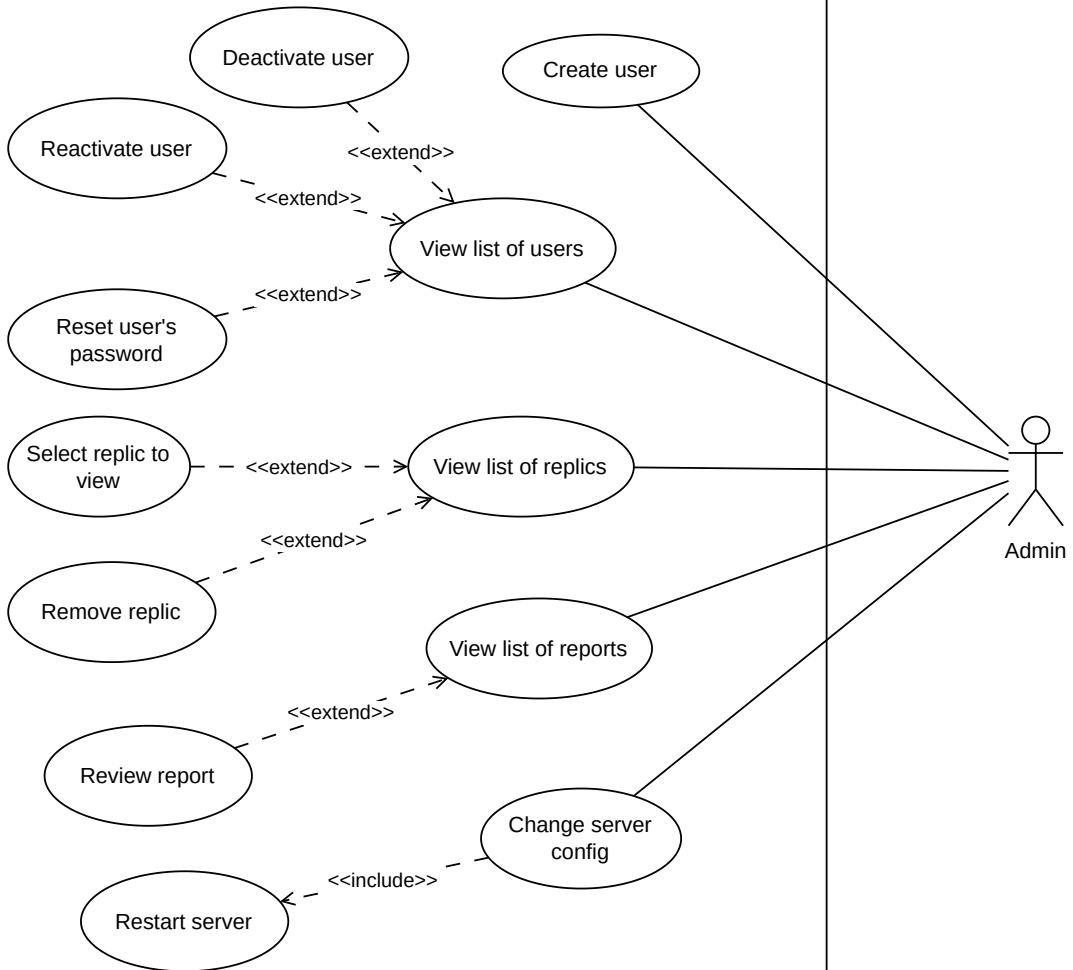 Deactivate user
Create user
Reactivate user
<<extend>>
<<extend>>
View list of users
<<extend>>
Reset user's
password
Select replic to
view
<<extend>>
View list of replics
<<extend>>
Admin
Remove replic
View list of reports
<<extend>>
Review report
Change server
config
<<include>>
Restart server